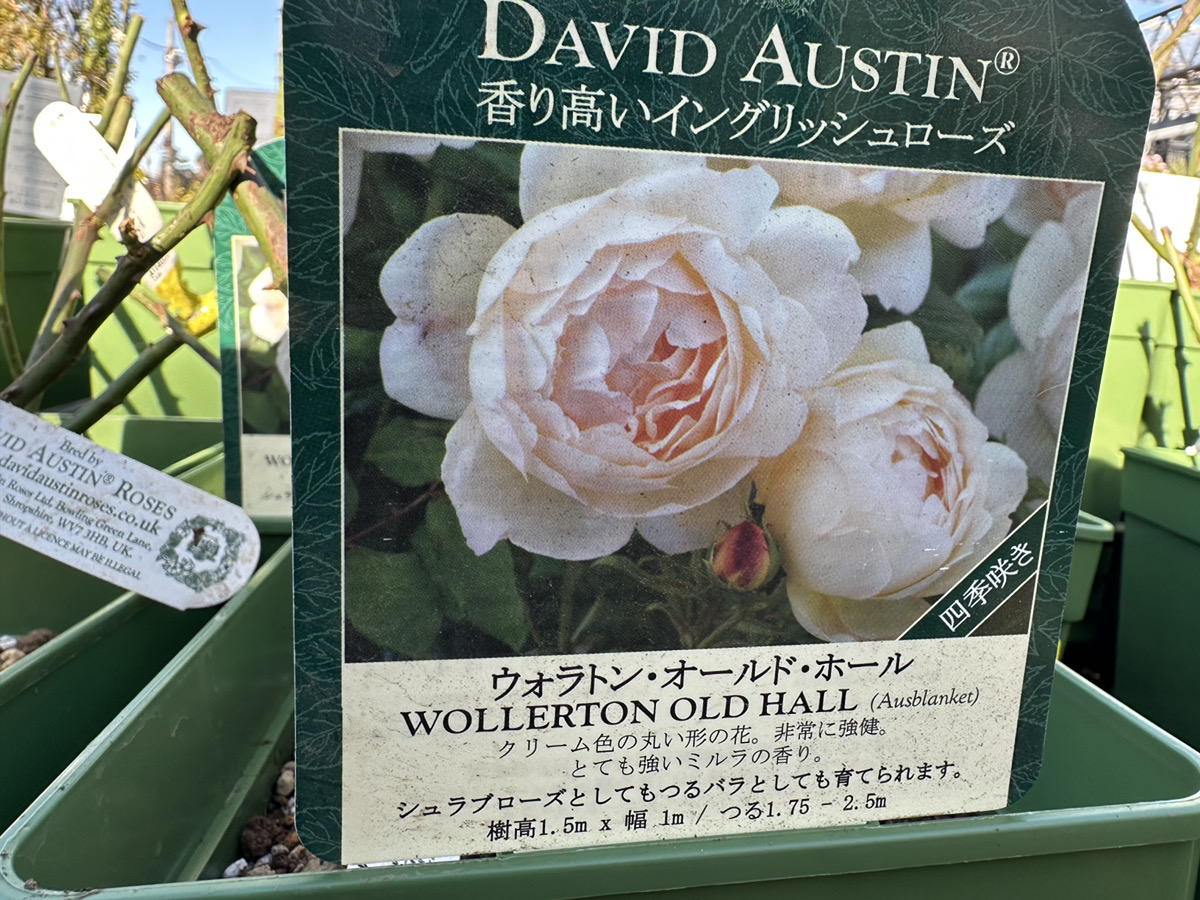 DAVID AUSTIN®
香り高いイングリッシュローズ
四季咲き
ウォラトン・オールド・ホール
WOLLERTON OLD HALL (Ausblanket)
クリーム色の丸い形の花。非常に強健。
とても強いミルラの香り。
シュラブローズとしてもつるバラとしても育てられます。
樹高1.5m x 幅 1m / つる1.75 - 2.5m
Bred by
AUSTIN® ROSES
davidaustinroses.co.uk
Roses Ltd, Bowling Green Lane,
Shropshire, WV7 3HB, UK.
A LICENCE MAY BE ILLEGAL